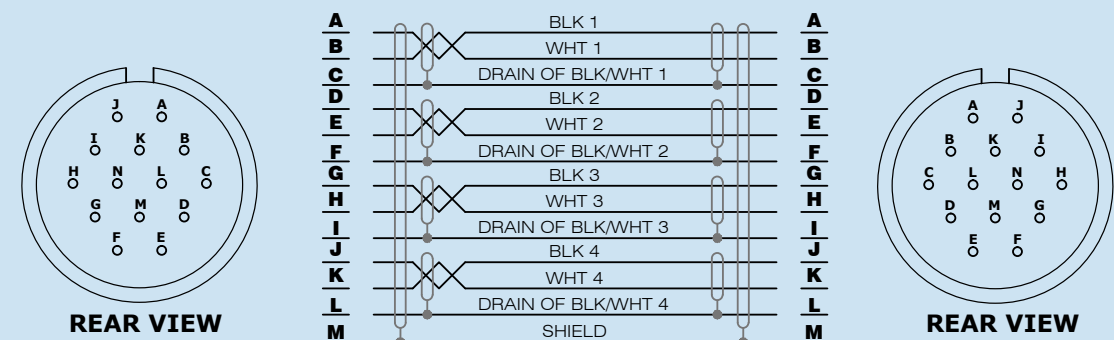 J A
I K B
H N L C
G M D
F E
REAR VIEW
A BLK 1 A
B WHT 1 B
C DRAIN OF BLK/WHT 1 C
D BLK 2 D
E WHT 2 E
F DRAIN OF BLK/WHT 2 F
G BLK 3 G
H WHT 3 H
I DRAIN OF BLK/WHT 3 I
J BLK 4 J
K WHT 4 K
L DRAIN OF BLK/WHT 4 L
M SHIELD M
A J
B K I
C L N H
D M G
E F
REAR VIEW